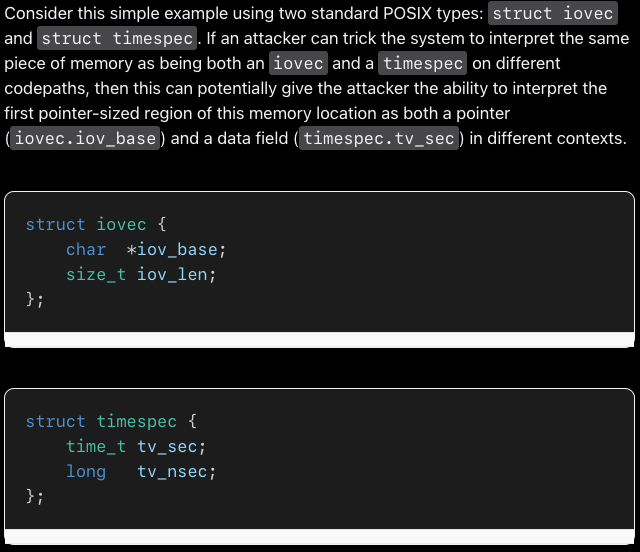 Consider this simple example using two standard POSIX types: struct iovec
and struct timespec. If an attacker can trick the system to interpret the same
piece of memory as being both an iovec and a timespec on different
codepaths, then this can potentially give the attacker the ability to interpret the
first pointer-sized region of this memory location as both a pointer
(iovec.iov_base) and a data field (timespec.tv_sec) in different contexts.
struct iovec {
    char  *iov_base;
    size_t iov_len;
};
struct timespec {
    time_t tv_sec;
    long   tv_nsec;
};